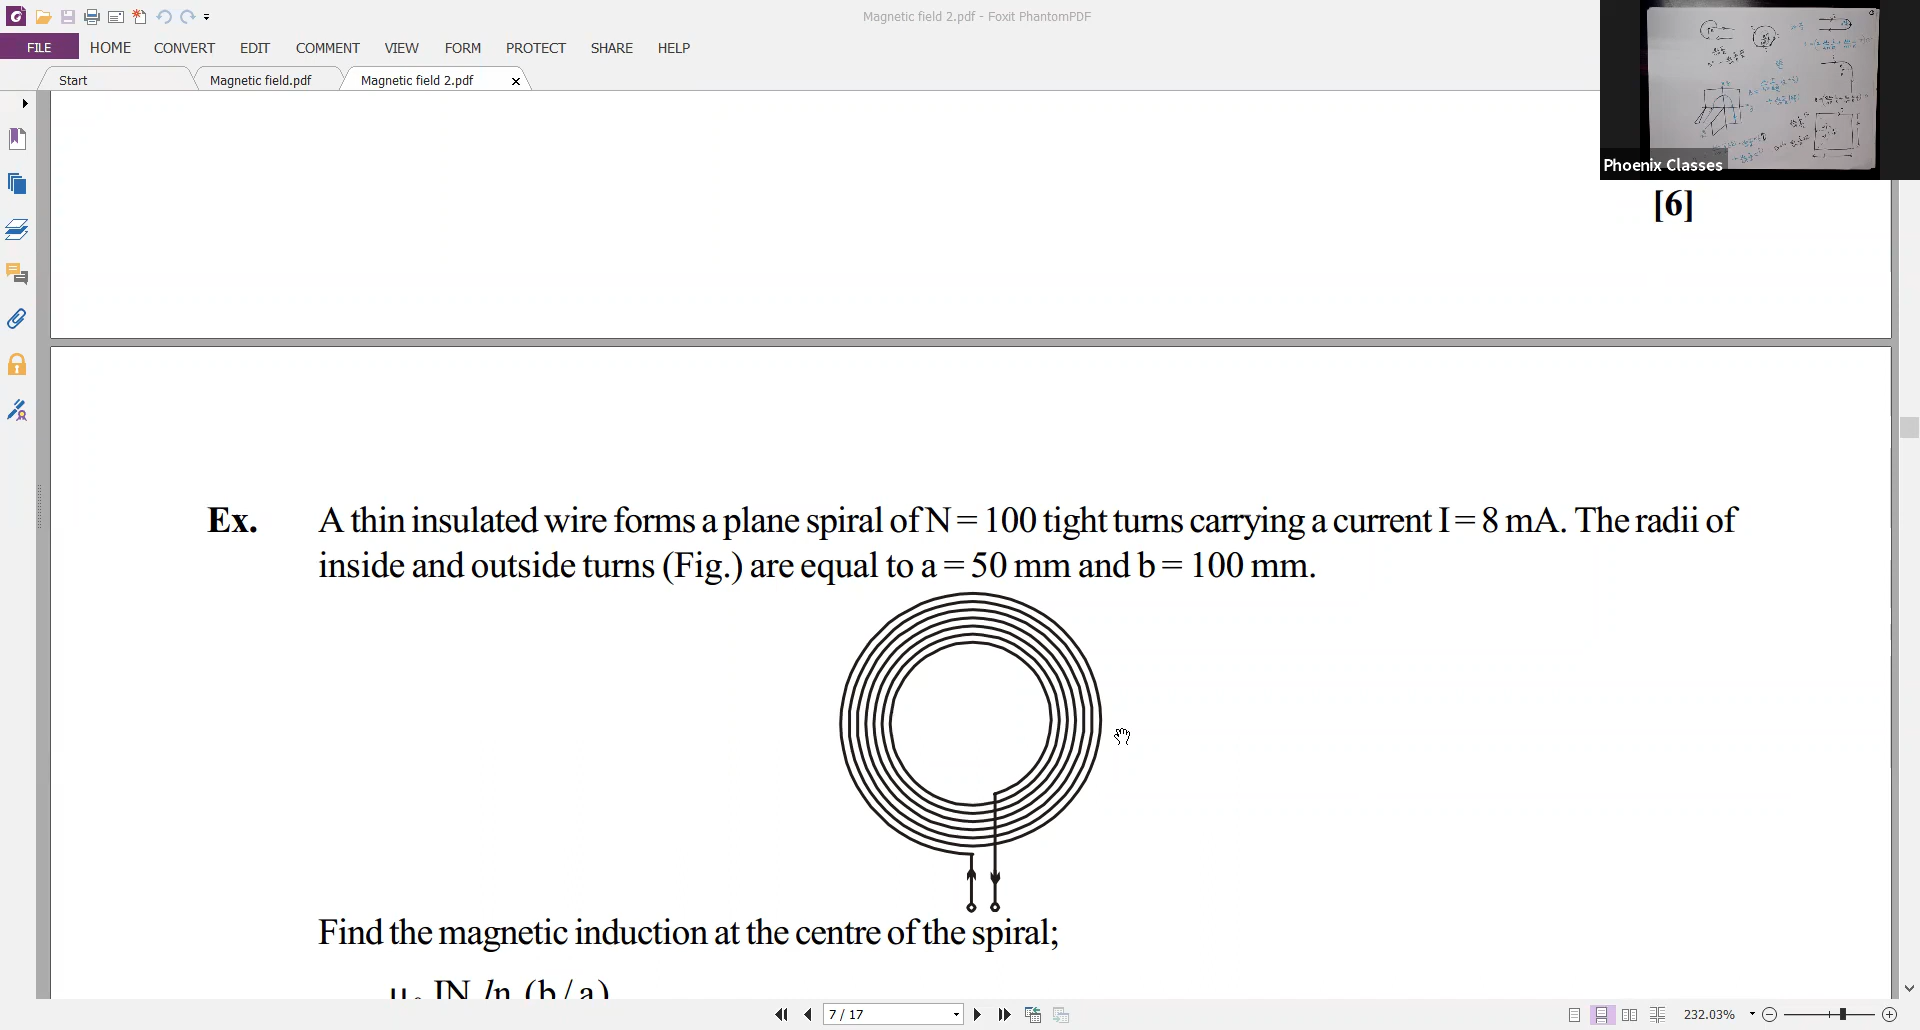 Magnetic field 2.pdf - Foxit PhantomPDF
FILE HOME CONVERT EDIT COMMENT VIEW FORM PROTECT SHARE HELP
Start Magnetic field.pdf Magnetic field 2.pdf
Phoenix Classes
[6]
Ex. A thin insulated wire forms a plane spiral of N = 100 tight turns carrying a current I = 8 mA. The radii of
inside and outside turns (Fig.) are equal to a = 50 mm and b = 100 mm.
Find the magnetic induction at the centre of the spiral;
IN ln (b / a)
7 / 17
232.03%